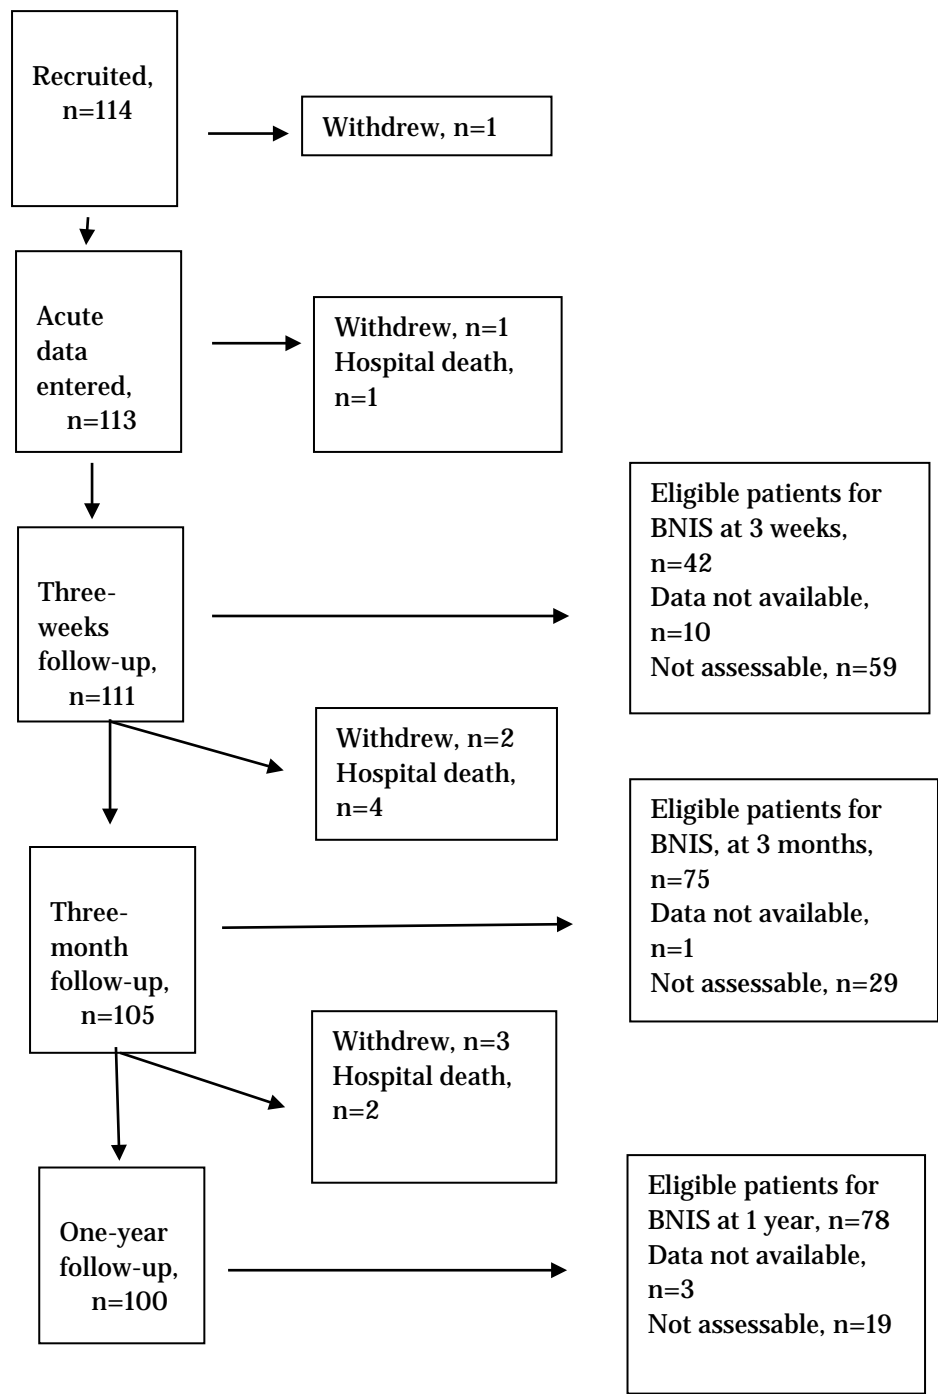 Recruited,
n=114
Withdrew, n=1
Acute
data
entered,
n=113
Withdrew, n=1
Hospital death,
n=1
Three-
weeks
follow-up,
n=111
Eligible patients for
BNIS at 3 weeks,
n=42
Data not available,
n=10
Not assessable, n=59
Withdrew, n=2
Hospital death,
n=4
Three-
month
follow-up,
n=105
Eligible patients for
BNIS, at 3 months,
n=75
Data not available,
n=1
Not assessable, n=29
Withdrew, n=3
Hospital death,
n=2
One-year
follow-up,
n=100
Eligible patients for
BNIS at 1 year, n=78
Data not available,
n=3
Not assessable, n=19